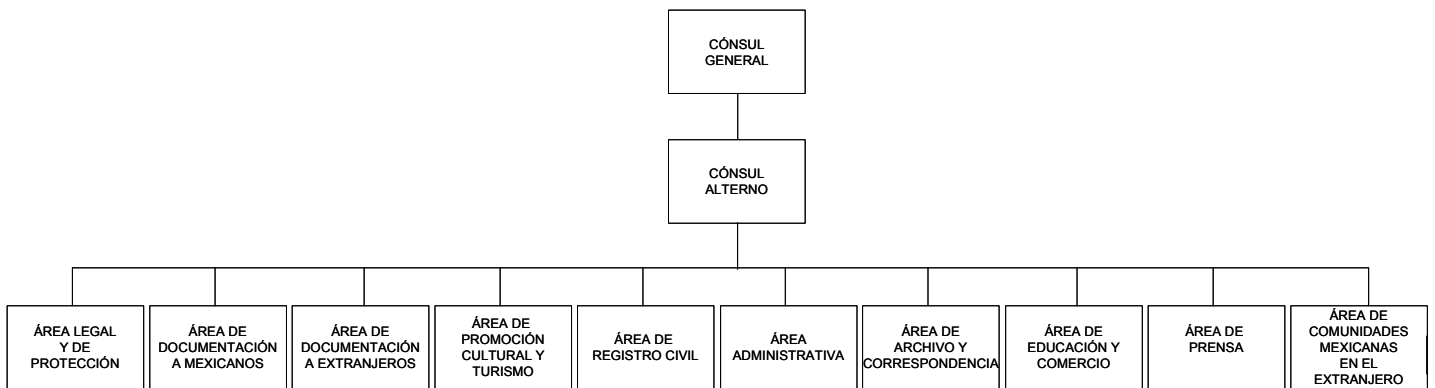 CÓNSUL
GENERAL
CÓNSUL
ALTERNO
ÁREA LEGAL
Y DE
PROTECCIÓN
ÁREA DE
DOCUMENTACIÓN
A MEXICANOS
ÁREA DE
DOCUMENTACIÓN
A EXTRANJEROS
ÁREA DE
PROMOCIÓN
CULTURAL Y
TURISMO
ÁREA DE
REGISTRO CIVIL
ÁREA
ADMINISTRATIVA
ÁREA DE
ARCHIVO Y
CORRESPONDENCIA
ÁREA DE
EDUCACIÓN Y
COMERCIO
ÁREA DE
PRENSA
ÁREA DE
COMUNIDADES
MEXICANAS
EN EL
EXTRANJERO